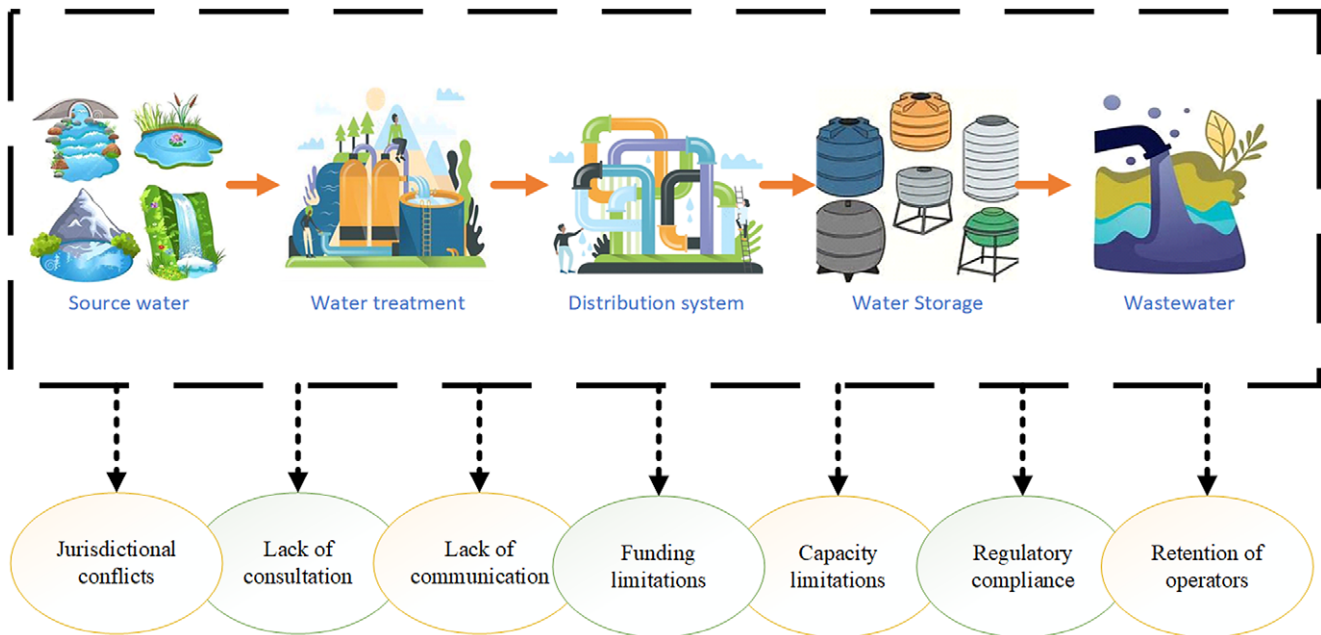 Source water
Water treatment
Distribution system
Water Storage
Wastewater
Jurisdictional
conflicts
Lack of
consultation
Lack of
communication
Funding
limitations
Capacity
limitations
Regulatory
compliance
Retention of
operators